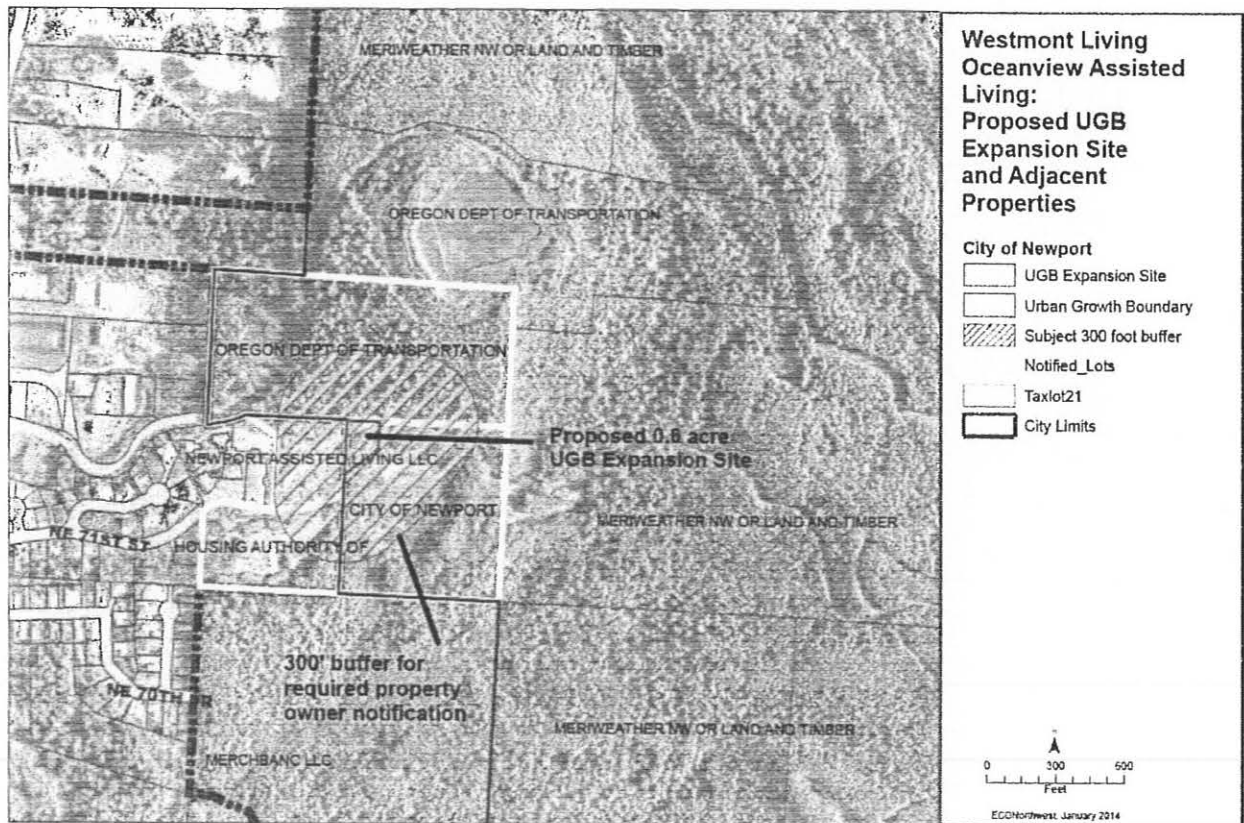 MERIWEATHER NW OR LAND AND TIMBER
OREGON DEPT OF TRANSPORTATION
OREGON DEPT OF TRANSPORTATION
Proposed 0.6 acre
UGB Expansion Site
NEWPORT ASSISTED LIVING LLC
CITY OF NEWPORT
MERIWEATHER NW OR LAND AND TIMBER
NE 71ST ST
HOUSING AUTHORITY OF
300' buffer for
required property
owner notification
NE 70TH DR
MERIWEATHER NW OR LAND AND TIMBER
MERCHBANC LLC
Westmont Living
Oceanview Assisted
Living:
Proposed UGB
Expansion Site
and Adjacent
Properties
City of Newport
UGB Expansion Site
Urban Growth Boundary
Subject 300 foot buffer
Notified_Lots
Taxlot21
City Limits
0 300 600
Feet
ECONorthwest, January 2014